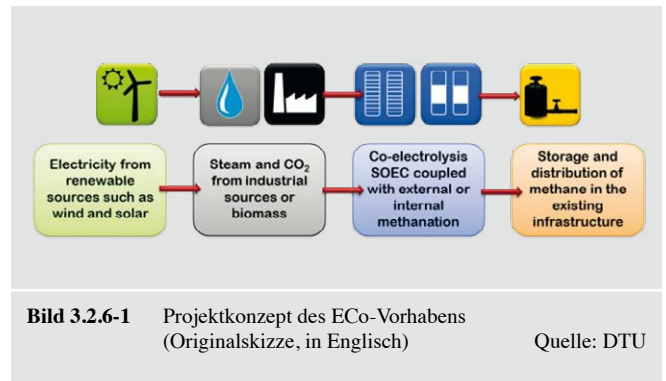 Electricity from
renewable
sources such as
wind and solar
Steam and CO₂
from industrial
sources or
biomass
Co-electrolysis
SOEC coupled
with external or
internal
methanation
Storage and
distribution of
methane in the
existing
infrastructure
Bild 3.2.6-1 Projektkonzept des ECo-Vorhabens
(Originalskizze, in Englisch) Quelle: DTU